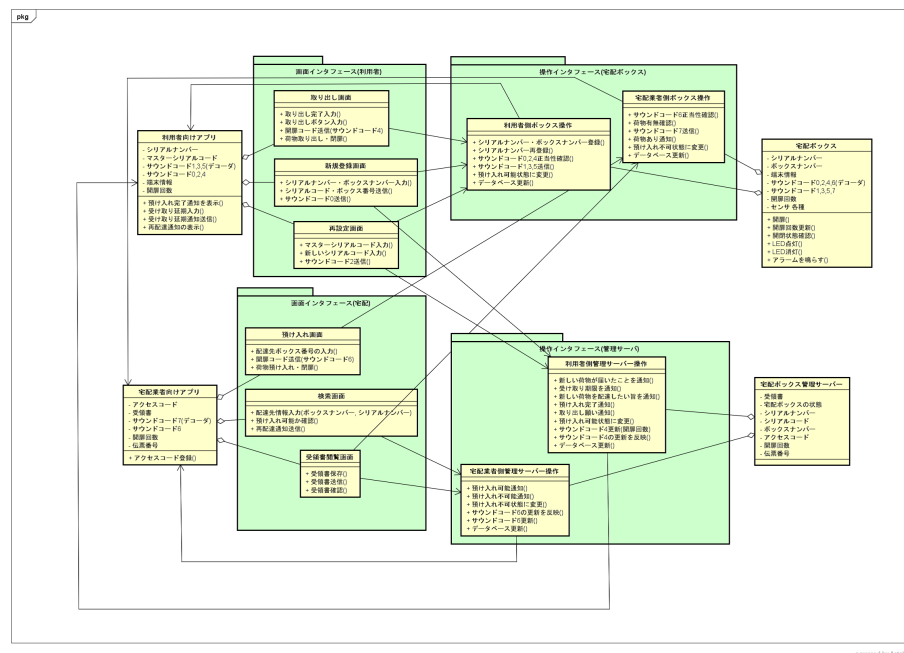 pkg
画面インタフェース(利用者)
取り出し画面
+ 取り出し完了入力()
+ 取り出しボタン入力()
+ 開扉コード送信(サウンドコード4)
+ 荷物取り出し・閉扉()
新規登録画面
+ シリアルナンバー・ボックスナンバー入力()
+ シリアルコード・ボックス番号送信()
+ サウンドコード0送信()
再設定画面
+ マスターシリアルコード入力()
+ 新しいシリアルコード入力()
+ サウンドコード2送信()
利用者向けアプリ
- シリアルナンバー
- マスターシリアルコード
- サウンドコード1,3,5(デコーダ)
- サウンドコード0,2,4
- 端末情報
- 開扉回数
+ 預け入れ完了通知を表示()
+ 受け取り延期入力()
+ 受け取り延期通知送信()
+ 再配達通知の表示()
操作インタフェース(宅配ボックス)
利用者側ボックス操作
+ シリアルナンバー・ボックスナンバー登録()
+ シリアルナンバー再登録()
+ サウンドコード0,2,4正当性確認()
+ サウンドコード1,3,5送信()
+ 預け入れ可能状態に変更()
+ データベース更新()
宅配業者側ボックス操作
+ サウンドコード6正当性確認()
+ 荷物有無確認()
+ サウンドコード7送信()
+ 荷物あり通知()
+ 預け入れ不可状態に変更()
+ データベース更新()
宅配ボックス
- シリアルナンバー
- ボックスナンバー
- 端末情報
- サウンドコード0,2,4,6(デコーダ)
- サウンドコード1,3,5,7
- 開扉回数
- センサ 各種
+ 開扉()
+ 開扉回数更新()
+ 開閉状態確認()
+ LED点灯()
+ LED消灯()
+ アラームを鳴らす()
画面インタフェース(宅配)
預け入れ画面
+ 配達先ボックス番号の入力()
+ 開扉コード送信(サウンドコード6)
+ 荷物預け入れ・閉扉()
検索画面
+ 配達先情報入力(ボックスナンバー, シリアルナンバー)
+ 預け入れ可能か確認()
+ 再配達通知送信()
受領書閲覧画面
+ 受領書保存()
+ 受領書送信()
+ 受領書確認()
宅配業者向けアプリ
- アクセスコード
- 受領書
- サウンドコード7(デコーダ)
- サウンドコード6
- 開扉回数
- 伝票番号
+ アクセスコード登録()
操作インタフェース(管理サーバ)
利用者側管理サーバー操作
+ 新しい荷物が届いたことを通知()
+ 受け取り期限を通知()
+ 新しい荷物を配達したい旨を通知()
+ 預け入れ完了通知()
+ 取り出し願い通知()
+ 預け入れ可能状態に変更()
+ サウンドコード4更新(開扉回数)
+ サウンドコード4の更新を反映()
+ データベース更新()
宅配業者側管理サーバー操作
+ 預け入れ可能通知()
+ 預け入れ不可能通知()
+ 預け入れ不可状態に変更()
+ サウンドコード6の更新を反映()
+ サウンドコード6更新()
+ データベース更新()
宅配ボックス管理サーバー
- 受領書
- 宅配ボックスの状態
- シリアルナンバー
- シリアルコード
- ボックスナンバー
- アクセスコード
- 開扉回数
- 伝票番号